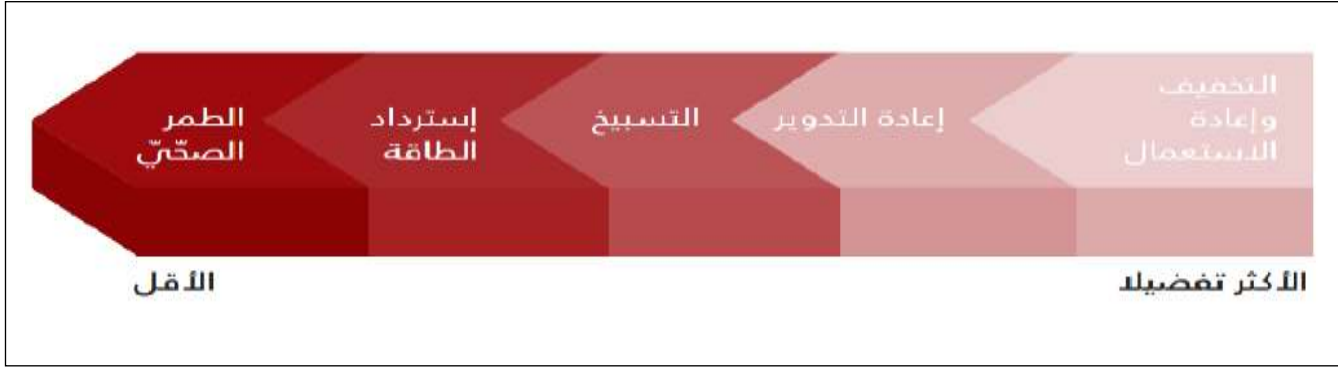 التخفيف
وإعادة
الاستعمال
إعادة التدوير
التسبيخ
إسترداد
الطاقة
الطمر
الصحّيّ
الأكثر تفضيلا
الأقل